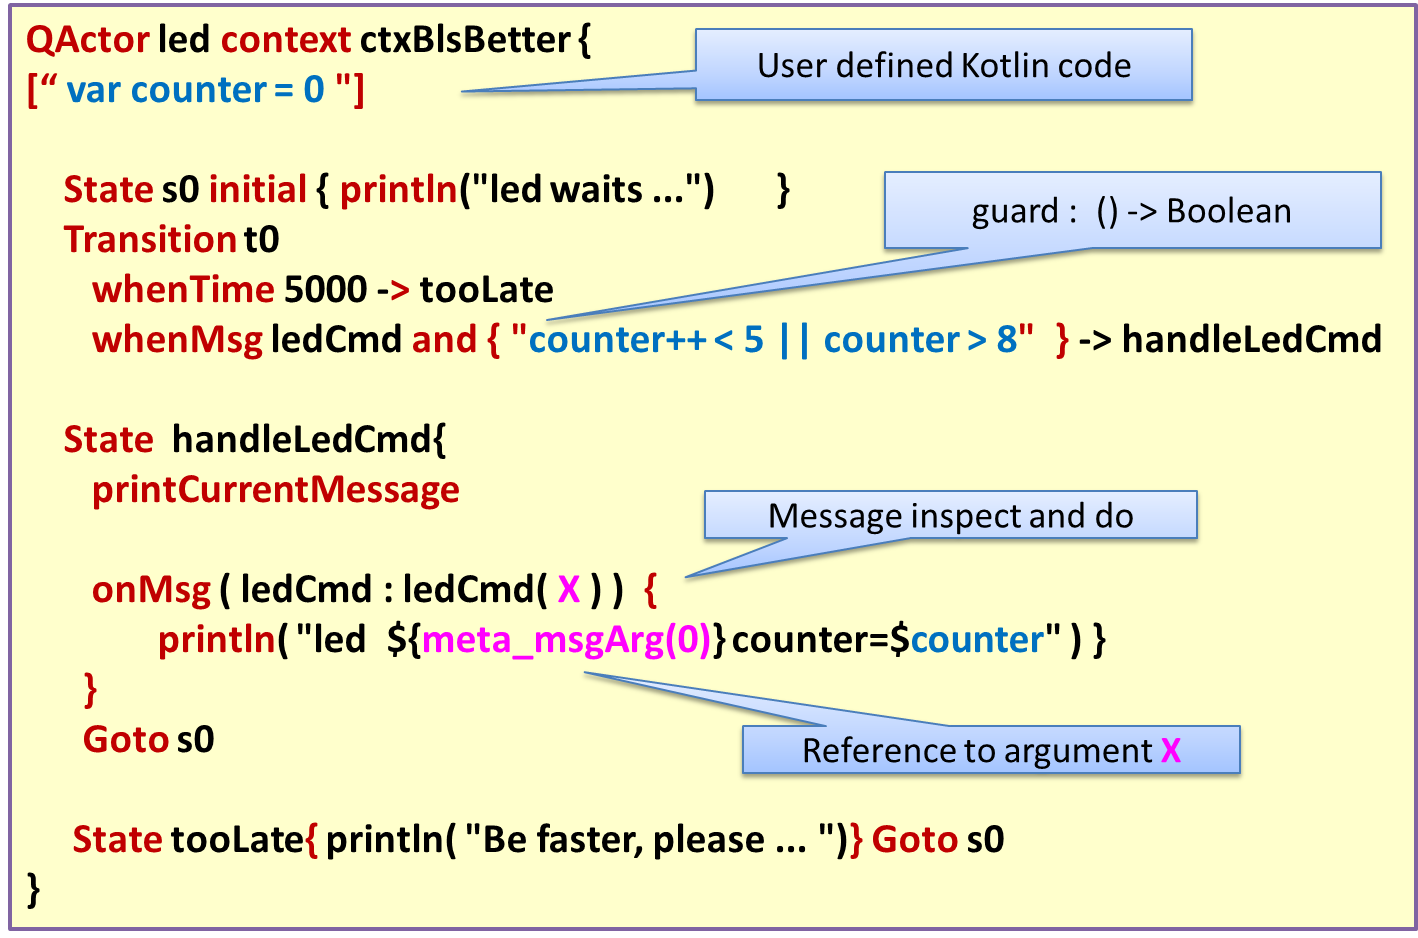 QActor led context ctxBlsBetter {
[“ var counter = 0 "]
User defined Kotlin code
State s0 initial { println("led waits ...") }
guard : () -> Boolean
Transition t0
whenTime 5000 -> tooLate
whenMsg ledCmd and { "counter++ < 5 || counter > 8" } -> handleLedCmd
State handleLedCmd{
printCurrentMessage
Message inspect and do
onMsg ( ledCmd : ledCmd( X ) ) {
println( "led ${meta_msgArg(0)} counter=$counter" ) }
}
Goto s0
Reference to argument X
State tooLate{ println( "Be faster, please ... ")} Goto s0
}